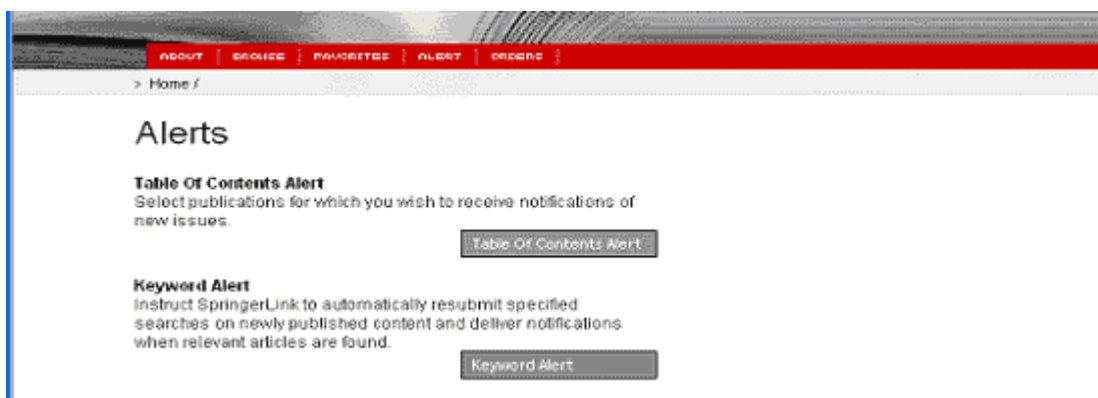 ABOUT BROWSE FAVORITES ALERT ORDERS
> Home /
Alerts
Table Of Contents Alert
Select publications for which you wish to receive notifications of
new issues.
Table Of Contents Alert
Keyword Alert
Instruct SpringerLink to automatically resubmit specified
searches on newly published content and deliver notifications
when relevant articles are found.
Keyword Alert